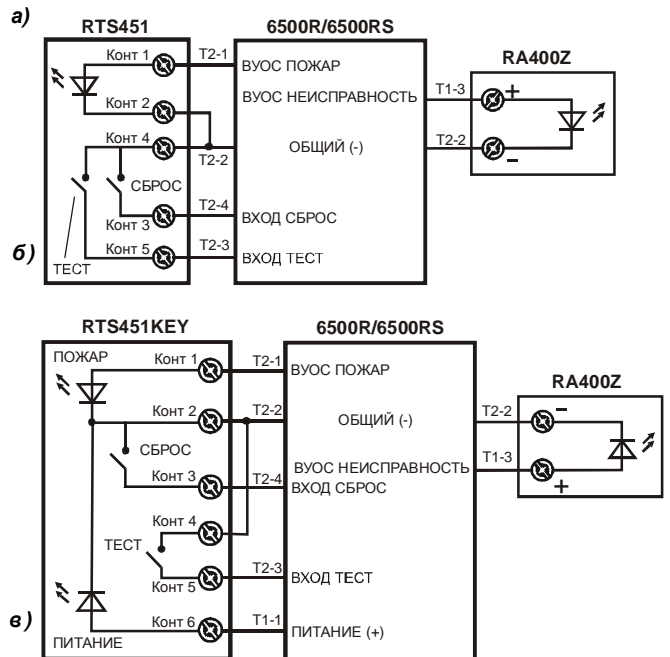 а)
RTS451
6500R/6500RS
RA400Z
Конт 1
T2-1
ВУОС ПОЖАР
ВУОС НЕИСПРАВНОСТЬ
T1-3
+
Конт 2
Конт 4
T2-2
ОБЩИЙ (-)
T2-2
–
СБРОС
Конт 3
T2-4
ВХОД СБРОС
б)
ТЕСТ
Конт 5
T2-3
ВХОД ТЕСТ
RTS451KEY
6500R/6500RS
RA400Z
ПОЖАР
Конт 1
T2-1
ВУОС ПОЖАР
Конт 2
T2-2
ОБЩИЙ (-)
T2-2
–
СБРОС
ВУОС НЕИСПРАВНОСТЬ
T1-3
+
Конт 3
T2-4
ВХОД СБРОС
Конт 4
ТЕСТ
Конт 5
T2-3
ВХОД ТЕСТ
в)
ПИТАНИЕ
Конт 6
T1-1
ПИТАНИЕ (+)